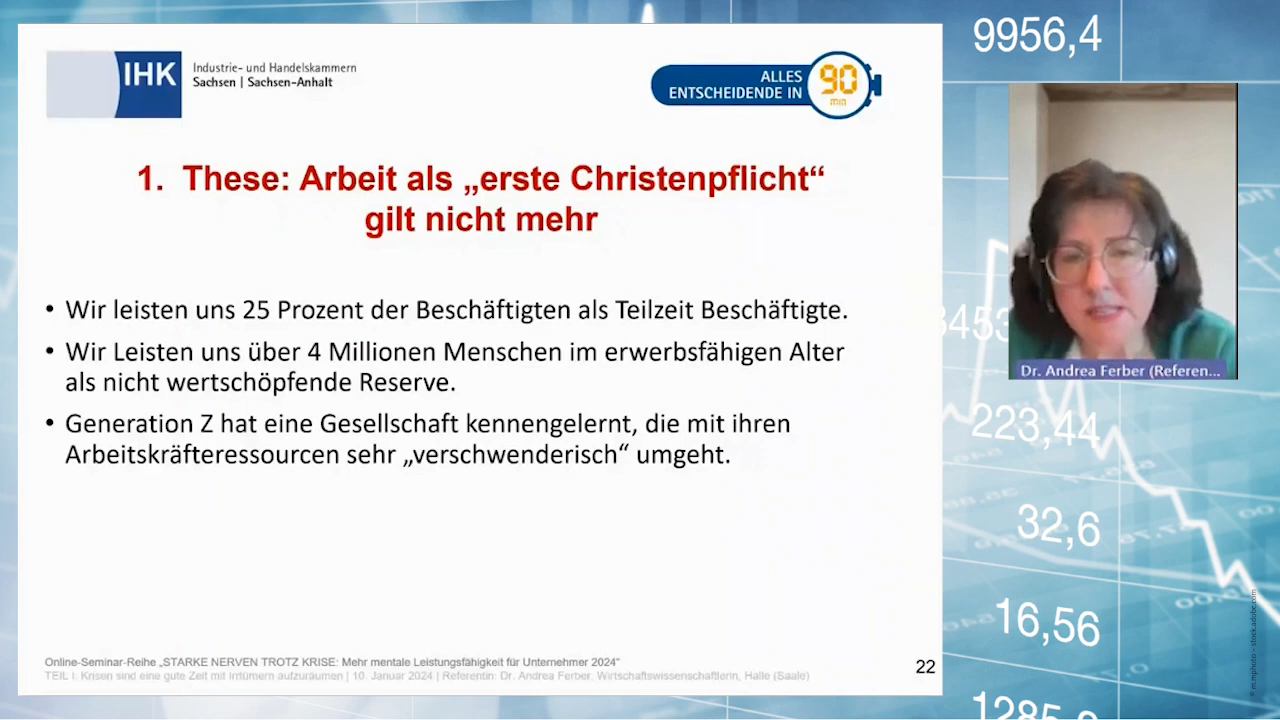 IHK
Industrie- und Handelskammern
Sachsen | Sachsen-Anhalt
ALLES
ENTSCHEIDENDE IN
90
min
1. These: Arbeit als „erste Christenpflicht“
gilt nicht mehr
• Wir leisten uns 25 Prozent der Beschäftigten als Teilzeit Beschäftigte.
• Wir Leisten uns über 4 Millionen Menschen im erwerbsfähigen Alter
als nicht wertschöpfende Reserve.
• Generation Z hat eine Gesellschaft kennengelernt, die mit ihren
Arbeitskräfteressourcen sehr „verschwenderisch“ umgeht.
Online-Seminar-Reihe „STARKE NERVEN TROTZ KRISE: Mehr mentale Leistungsfähigkeit für Unternehmer 2024“
TEIL I: Krisen sind eine gute Zeit mit Irrtümern aufzuräumen | 10. Januar 2024 | Referentin: Dr. Andrea Ferber, Wirtschaftswissenschaftlerin, Halle (Saale)
22
9956,4
Dr. Andrea Ferber (Referen...
223,44
32,6
16,56